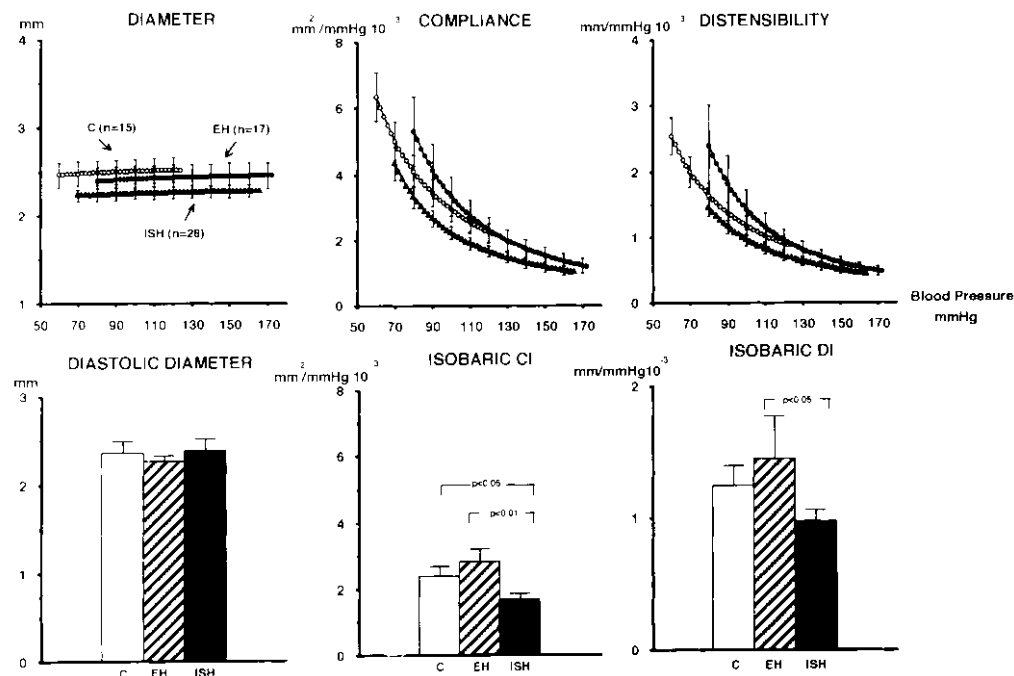 DIAMETER
mm
4
3
2
1
C (n=15)
EH (n=17)
ISH (n=28)
50 70 90 110 130 150 170
COMPLIANCE
mm²/mmHg 10³
8
6
4
2
0
50 70 90 110 130 150 170
DISTENSIBILITY
mm/mmHg 10⁻³
4
3
2
1
0
50 70 90 110 130 150 170
Blood Pressure
mmHg
DIASTOLIC DIAMETER
mm
3
2
1
0
C EH ISH
ISOBARIC CI
mm²/mmHg 10³
8
6
4
2
0
p<0.05
p<0.01
C EH ISH
ISOBARIC DI
mm/mmHg10⁻³
2
1
0
p<0.05
C EH ISH